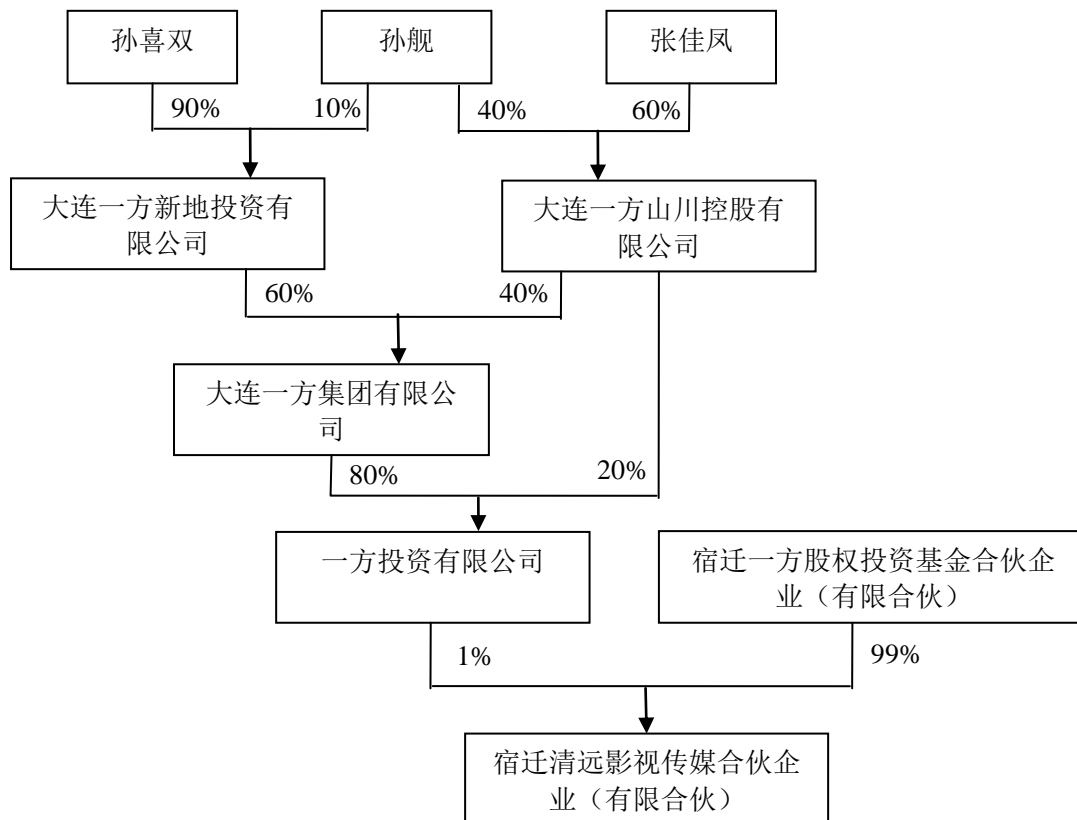 孙喜双
孙舰
张佳凤
90%
10%
40%
60%
大连一方新地投资有
限公司
大连一方山川控股有
限公司
60%
40%
大连一方集团有限公
司
80%
20%
一方投资有限公司
宿迁一方股权投资基金合伙企
业（有限合伙）
1%
99%
宿迁清远影视传媒合伙企
业（有限合伙）